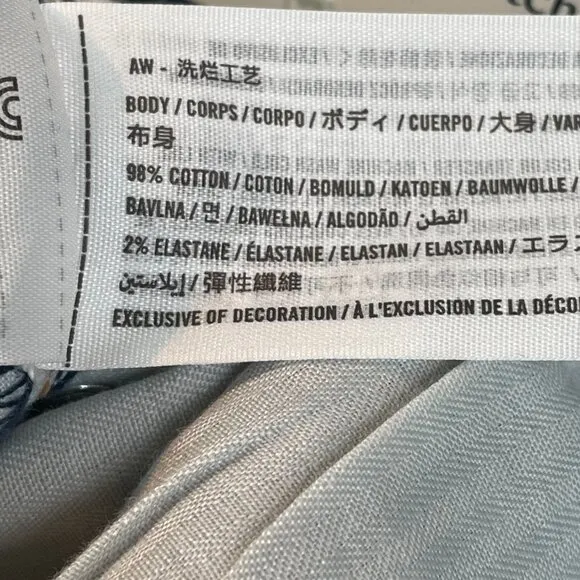 AW - 洗烂工艺
BODY / CORPS / CORPO / ボディ / CUERPO / 大身 / VAR
布身
98% COTTON / COTON / BOMULD / KATOEN / BAUMWOLLE /
BAVLNA / 면 / BAWEŁNA / ALGODÃO / القطن /
2% ELASTANE / ÉLASTANE / ELASTAN / ELASTAAN / エラス
إيلاستين / 彈性纖維
EXCLUSIVE OF DECORATION / À L'EXCLUSION DE LA DÉCO